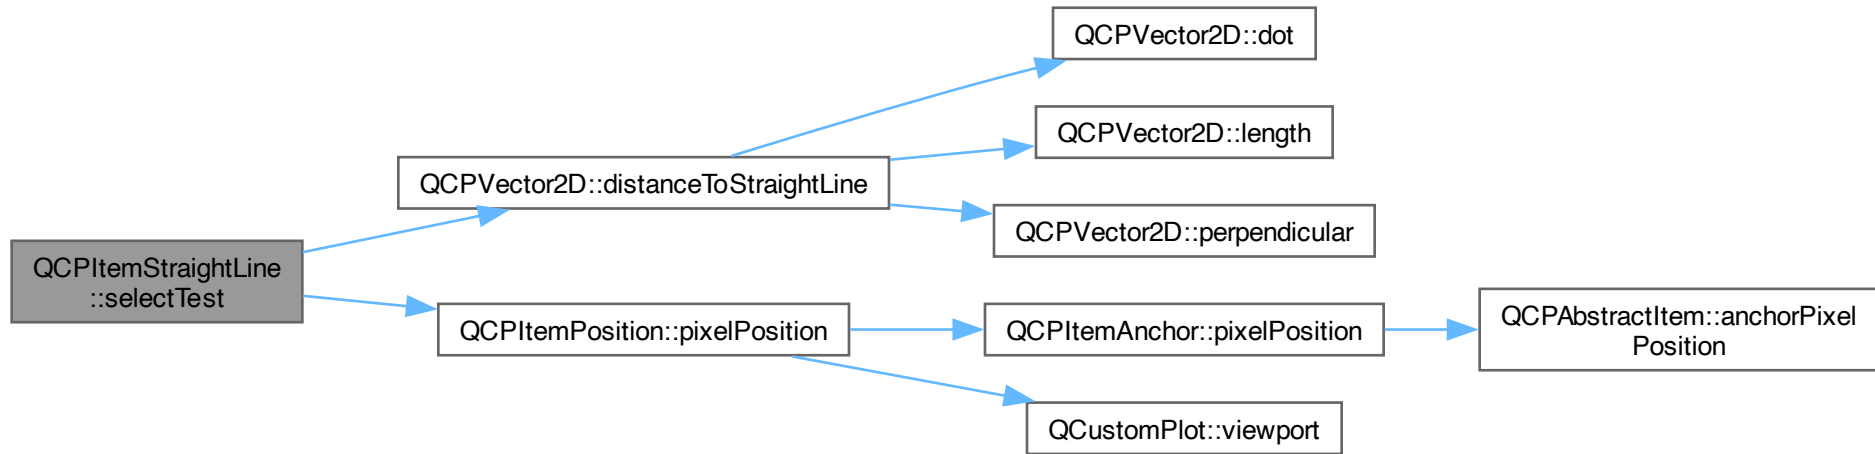 QCPItemStraightLine
::selectTest
QCPVector2D::distanceToStraightLine
QCPVector2D::dot
QCPVector2D::length
QCPVector2D::perpendicular
QCPItemPosition::pixelPosition
QCPItemAnchor::pixelPosition
QCPAbstractItem::anchorPixel
Position
QCustomPlot::viewport